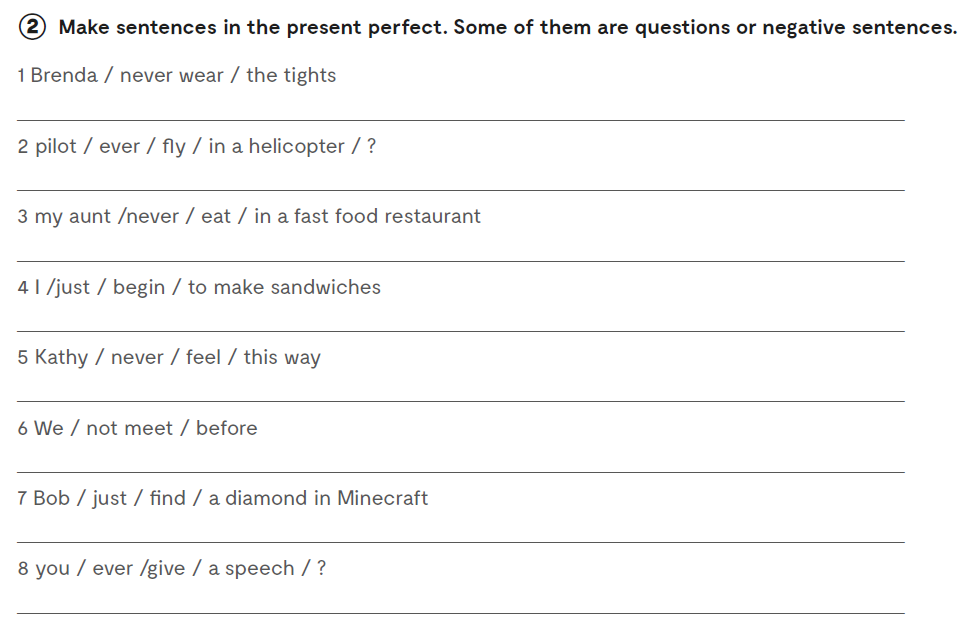 ② Make sentences in the present perfect. Some of them are questions or negative sentences.
1 Brenda / never wear / the tights
2 pilot / ever / fly / in a helicopter / ?
3 my aunt /never / eat / in a fast food restaurant
4 I /just / begin / to make sandwiches
5 Kathy / never / feel / this way
6 We / not meet / before
7 Bob / just / find / a diamond in Minecraft
8 you / ever /give / a speech / ?